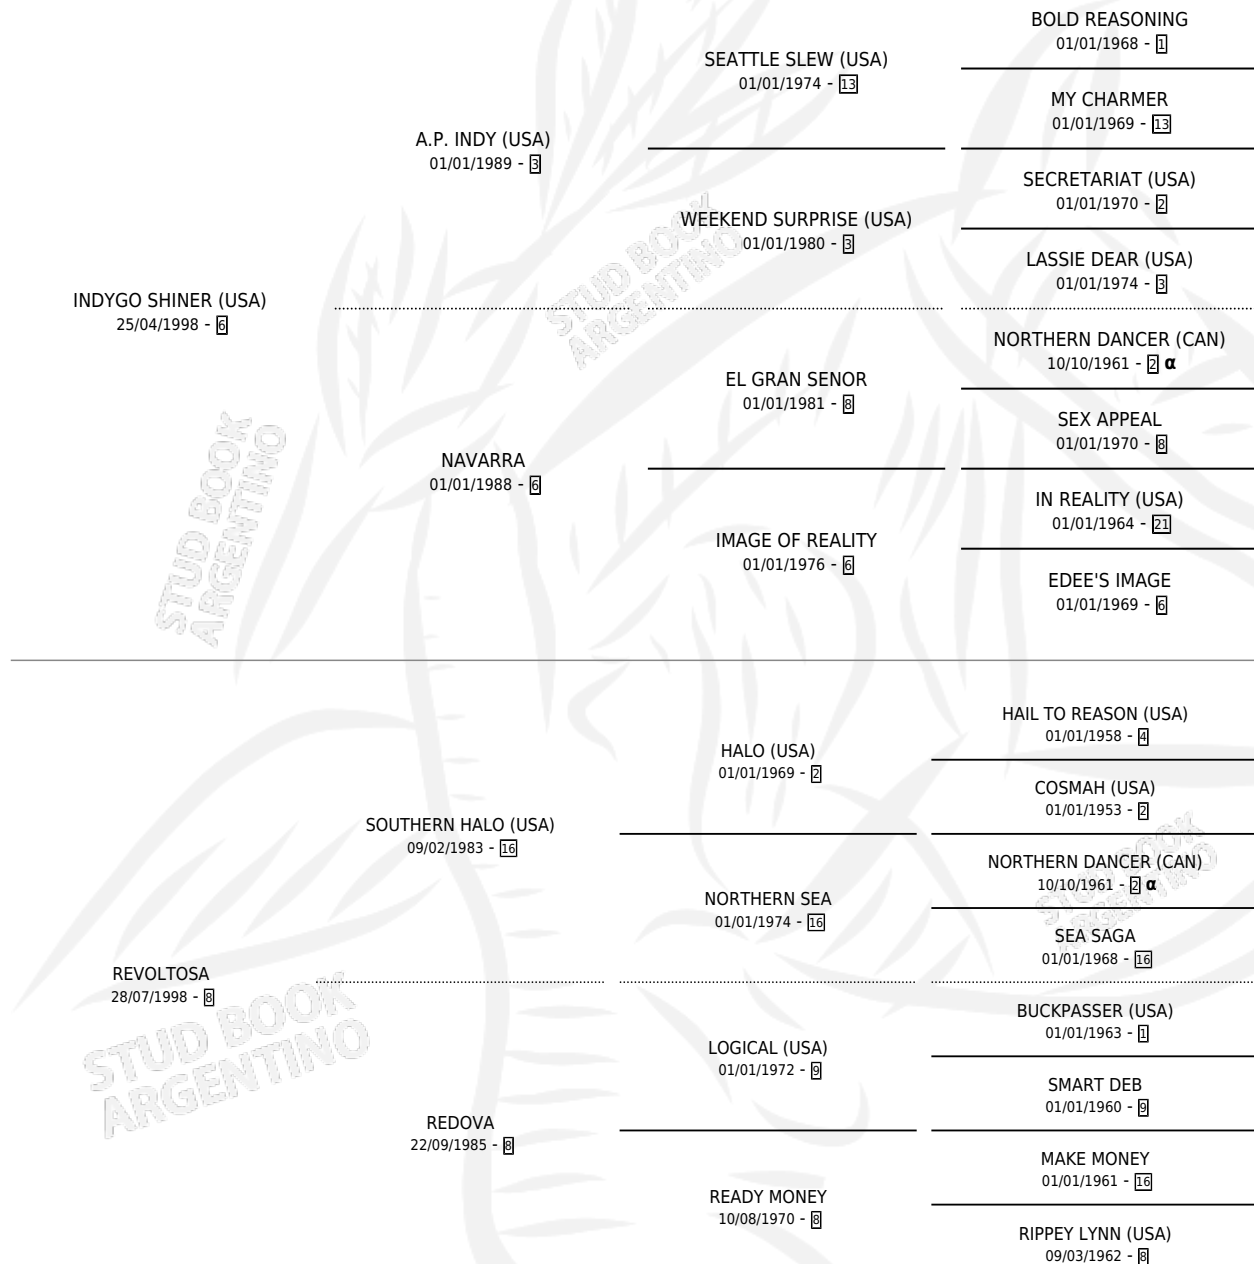 BOLD REASONING
01/01/1968 - 1
SEATTLE SLEW (USA)
01/01/1974 - 13
MY CHARMER
01/01/1969 - 13
A.P. INDY (USA)
01/01/1989 - 3
SECRETARIAT (USA)
01/01/1970 - 2
WEEKEND SURPRISE (USA)
01/01/1980 - 3
LASSIE DEAR (USA)
01/01/1974 - 3
INDYGO SHINER (USA)
25/04/1998 - 6
NORTHERN DANCER (CAN)
10/10/1961 - 2 α
EL GRAN SENOR
01/01/1981 - 8
SEX APPEAL
01/01/1970 - 8
NAVARRA
01/01/1988 - 6
IN REALITY (USA)
01/01/1964 - 21
IMAGE OF REALITY
01/01/1976 - 6
EDEE'S IMAGE
01/01/1969 - 6
HAIL TO REASON (USA)
01/01/1958 - 4
HALO (USA)
01/01/1969 - 2
COSMAH (USA)
01/01/1953 - 2
SOUTHERN HALO (USA)
09/02/1983 - 16
NORTHERN DANCER (CAN)
10/10/1961 - 2 α
NORTHERN SEA
01/01/1974 - 16
SEA SAGA
01/01/1968 - 16
REVOLTOSA
28/07/1998 - 8
BUCKPASSER (USA)
01/01/1963 - 1
LOGICAL (USA)
01/01/1972 - 9
SMART DEB
01/01/1960 - 9
REDOVA
22/09/1985 - 8
MAKE MONEY
01/01/1961 - 16
READY MONEY
10/08/1970 - 8
RIPPEY LYNN (USA)
09/03/1962 - 8
STUD BOOK
ARGENTINO
STUD BOOK
ARGENTINO
STUD BOOK
ARGENTINO
STUD BOOK
ARGENTINO